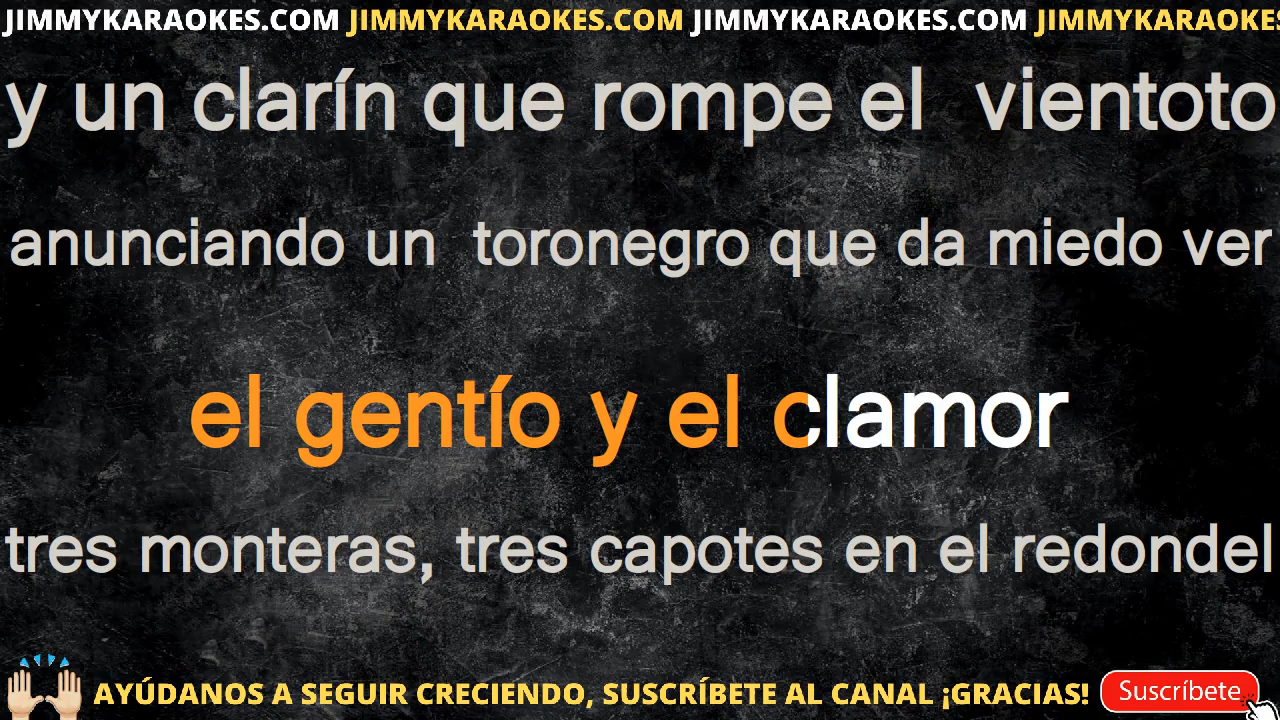 JIMMYKARAOKES.COM JIMMYKARAOKES.COM JIMMYKARAOKES.COM JIMMYKARAOKES
y un clarín que rompe el vientoto
anunciando un toronegro que da miedo ver
el gentío y el clamor
tres monteras, tres capotes en el redondel
AYÚDANOS A SEGUIR CRECIENDO, SUSCRÍBETE AL CANAL ¡GRACIAS! Suscríbete